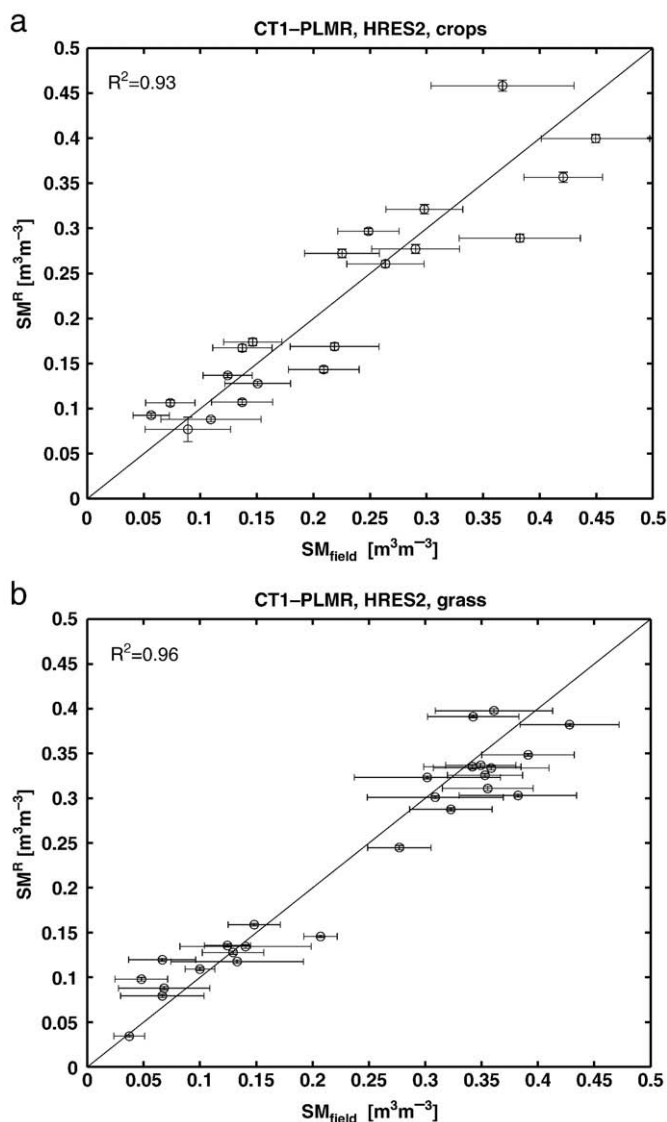 a
CT1–PLMR, HRES2, crops
R²=0.93
0.5
0.45
0.4
0.35
0.3
0.25
0.2
0.15
0.1
0.05
0
SMᴿ [m³m⁻³]
0 0.05 0.1 0.15 0.2 0.25 0.3 0.35 0.4 0.45 0.5
SM_field [m³m⁻³]
b
CT1–PLMR, HRES2, grass
R²=0.96
0.5
0.45
0.4
0.35
0.3
0.25
0.2
0.15
0.1
0.05
0
SMᴿ [m³m⁻³]
0 0.05 0.1 0.15 0.2 0.25 0.3 0.35 0.4 0.45 0.5
SM_field [m³m⁻³]